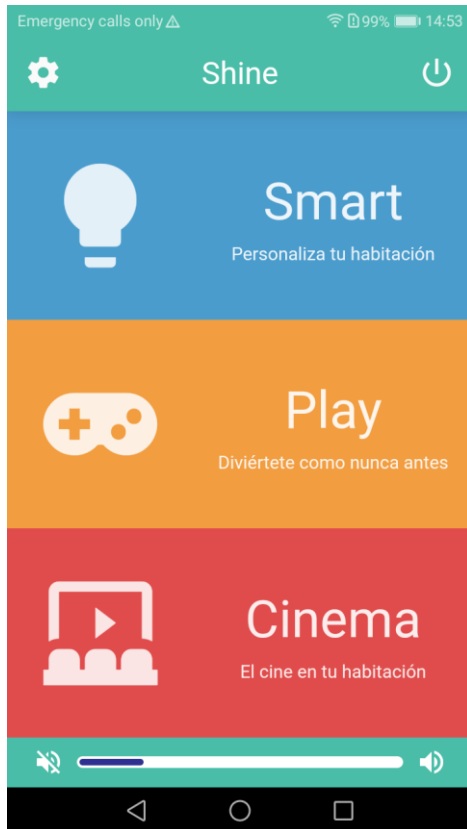 Emergency calls only
99% 14:53
Shine
Smart
Personaliza tu habitación
Play
Diviértete como nunca antes
Cinema
El cine en tu habitación